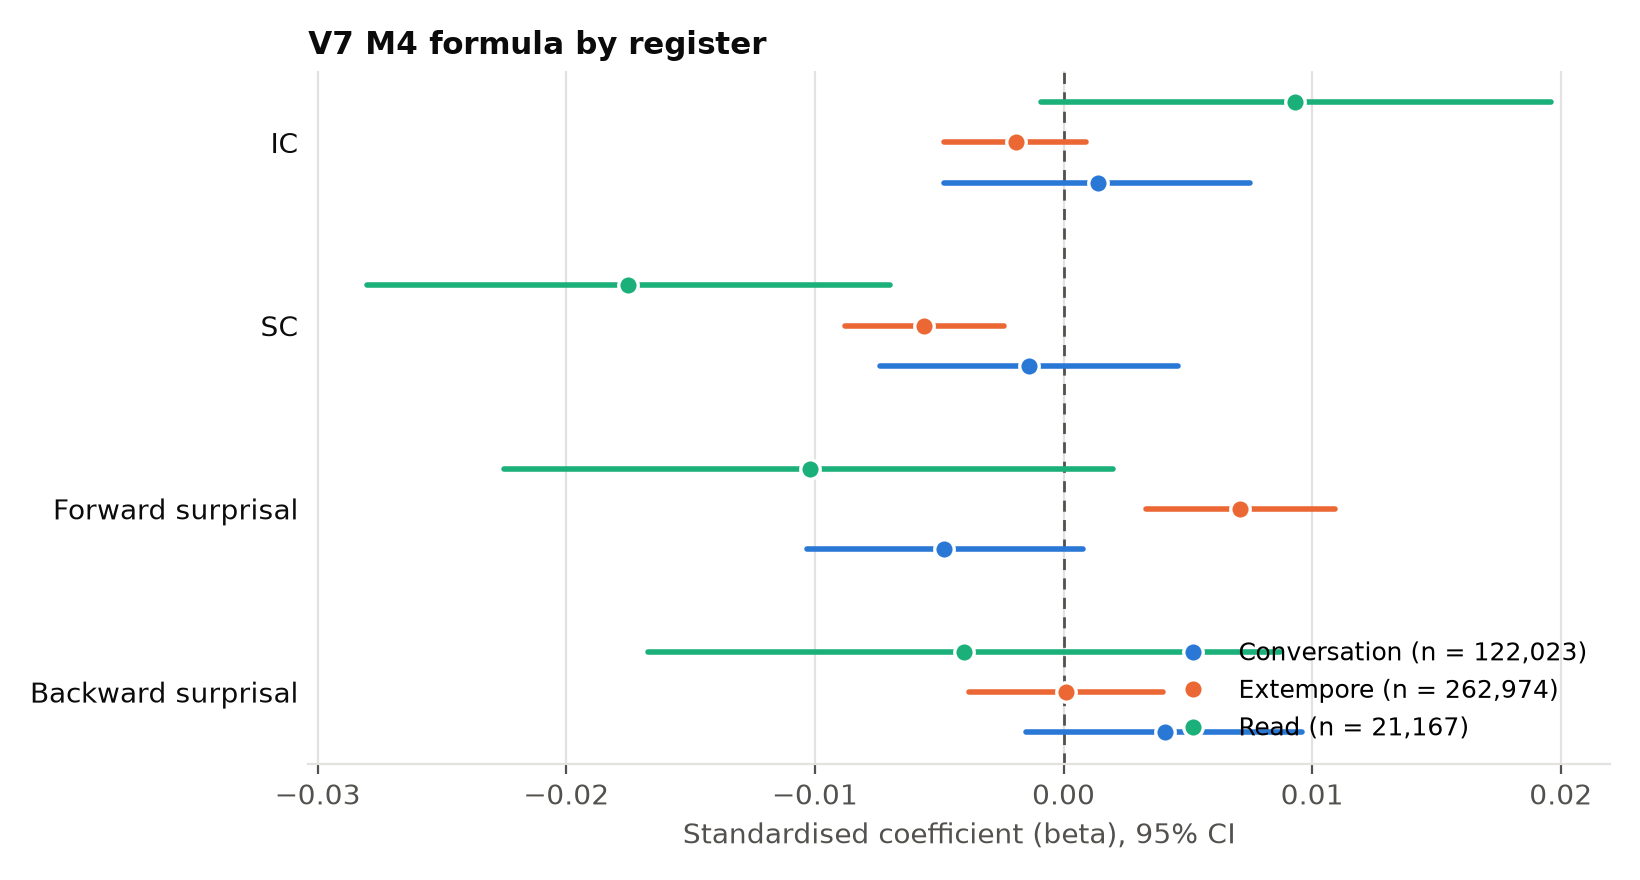 V7 M4 formula by register
IC
SC
Forward surprisal
Backward surprisal
Conversation (n = 122,023)
Extempore (n = 262,974)
Read (n = 21,167)
−0.03 −0.02 −0.01 0.00 0.01 0.02
Standardised coefficient (beta), 95% CI